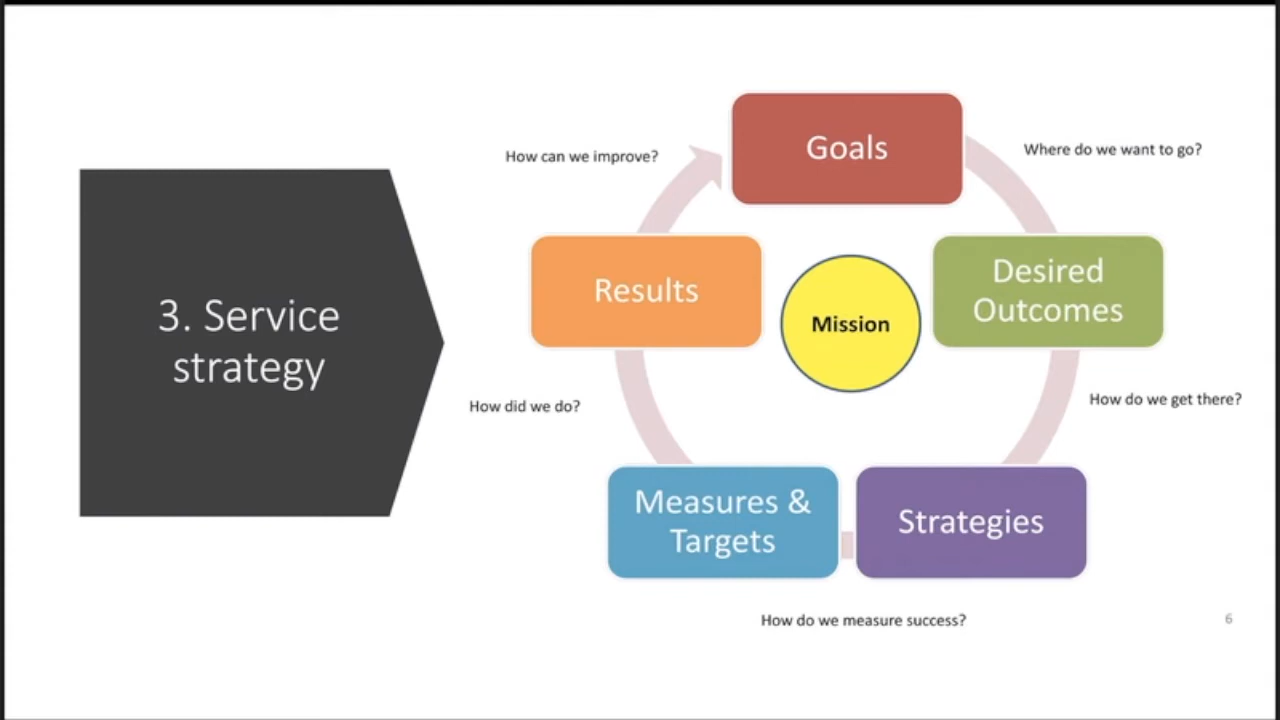 3. Service
strategy
Goals
Where do we want to go?
Desired
Outcomes
How do we get there?
Strategies
How do we measure success?
Measures &
Targets
How did we do?
Results
How can we improve?
Mission
6